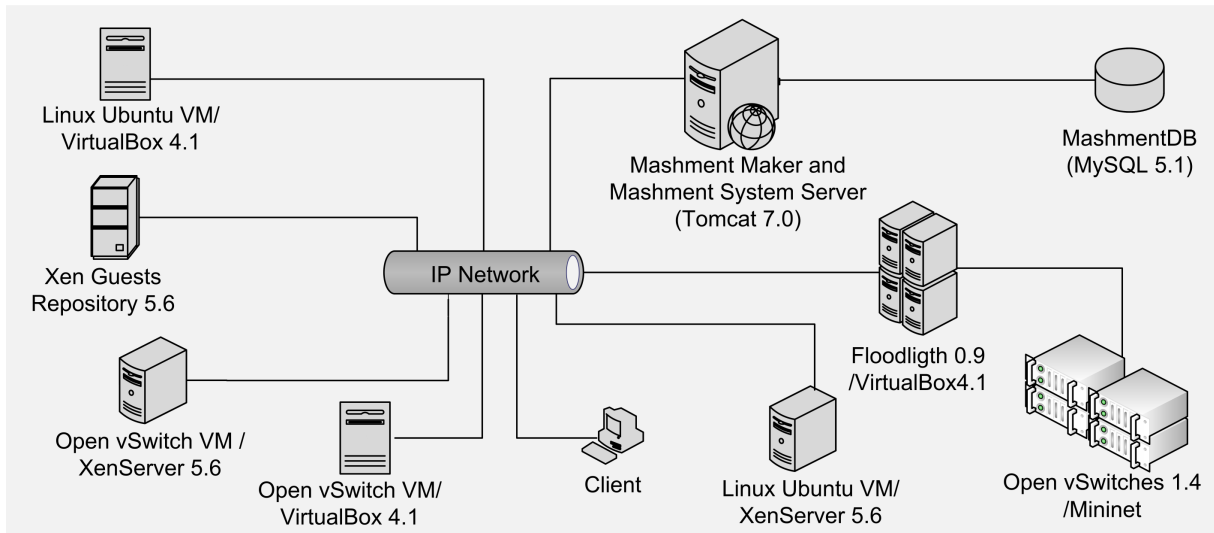 Linux Ubuntu VM/
VirtualBox 4.1
Mashment Maker and
Mashment System Server
(Tomcat 7.0)
MashmentDB
(MySQL 5.1)
Xen Guests
Repository 5.6
IP Network
Floodligth 0.9
/VirtualBox4.1
Open vSwitch VM /
XenServer 5.6
Open vSwitch VM/
VirtualBox 4.1
Client
Linux Ubuntu VM/
XenServer 5.6
Open vSwitches 1.4
/Mininet